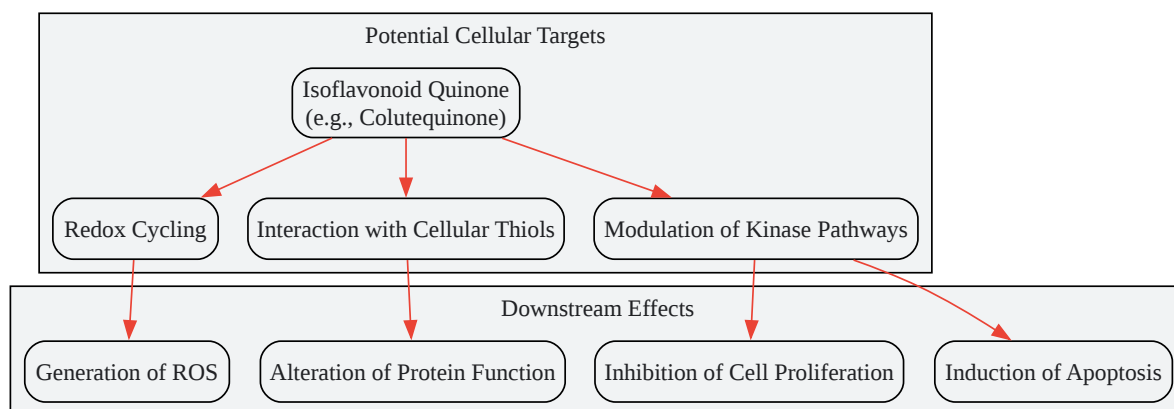 Potential Cellular Targets
Isoflavonoid Quinone
(e.g., Colutequinone)
Redox Cycling
Interaction with Cellular Thiols
Modulation of Kinase Pathways
Downstream Effects
Generation of ROS
Alteration of Protein Function
Inhibition of Cell Proliferation
Induction of Apoptosis